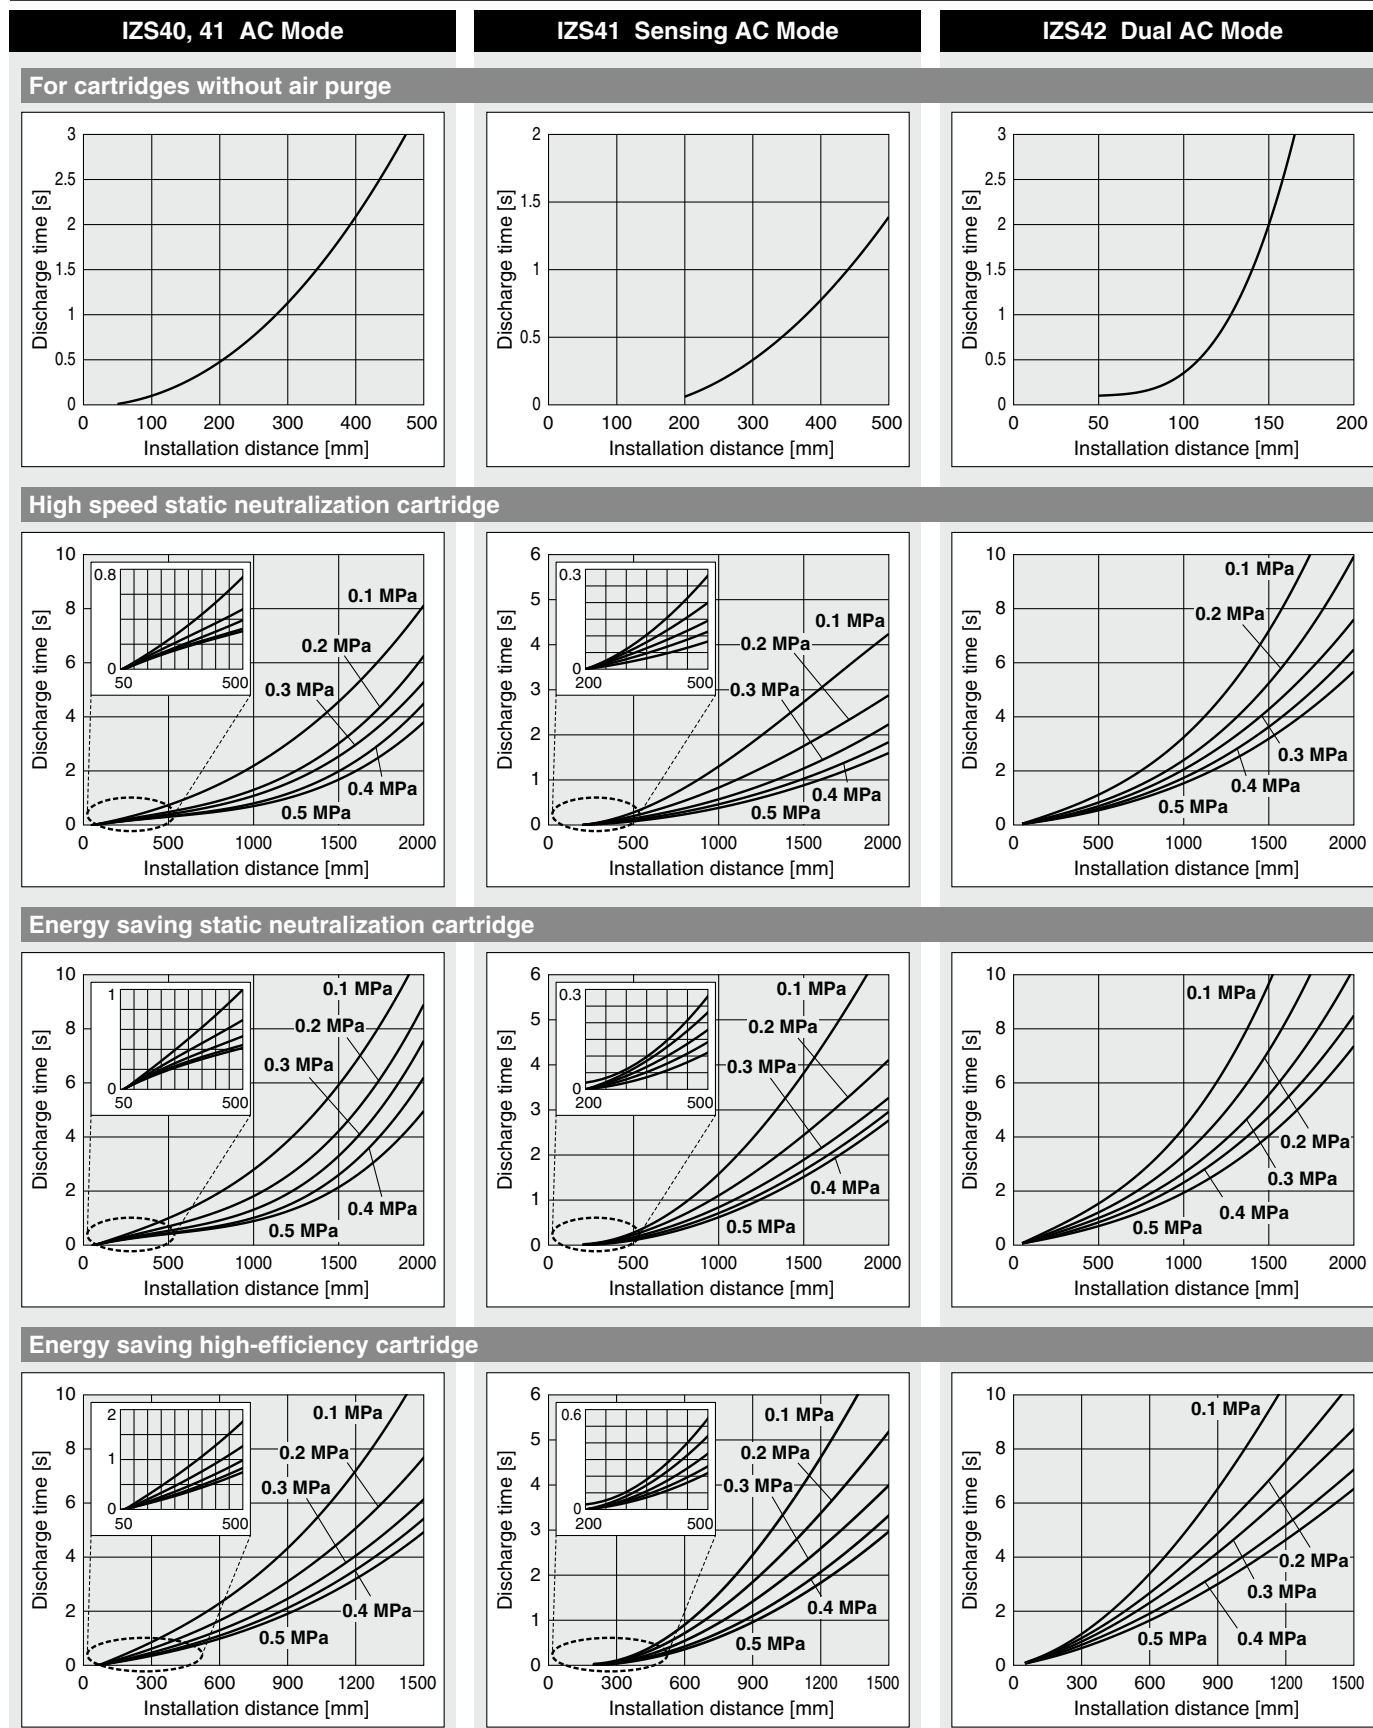 IZS40, 41 AC Mode
IZS41 Sensing AC Mode
IZS42 Dual AC Mode
For cartridges without air purge
Discharge time [s]
3
2.5
2
1.5
1
0.5
0
0 100 200 300 400 500
Installation distance [mm]
Discharge time [s]
2
1.5
1
0.5
0
0 100 200 300 400 500
Installation distance [mm]
Discharge time [s]
3
2.5
2
1.5
1
0.5
0
0 50 100 150 200
Installation distance [mm]
High speed static neutralization cartridge
Discharge time [s]
10
8
6
4
2
0
0.8
0
50 500
0.1 MPa
0.2 MPa
0.3 MPa
0.4 MPa
0.5 MPa
0 500 1000 1500 2000
Installation distance [mm]
Discharge time [s]
6
5
4
3
2
1
0
0.3
0
200 500
0.1 MPa
0.2 MPa
0.3 MPa
0.4 MPa
0.5 MPa
0 500 1000 1500 2000
Installation distance [mm]
Discharge time [s]
10
8
6
4
2
0
0.1 MPa
0.2 MPa
0.3 MPa
0.4 MPa
0.5 MPa
0 500 1000 1500 2000
Installation distance [mm]
Energy saving static neutralization cartridge
Discharge time [s]
10
8
6
4
2
0
1
0
50 500
0.1 MPa
0.2 MPa
0.3 MPa
0.4 MPa
0.5 MPa
0 500 1000 1500 2000
Installation distance [mm]
Discharge time [s]
6
5
4
3
2
1
0
0.3
0
200 500
0.1 MPa
0.2 MPa
0.3 MPa
0.4 MPa
0.5 MPa
0 500 1000 1500 2000
Installation distance [mm]
Discharge time [s]
10
8
6
4
2
0
0.1 MPa
0.2 MPa
0.3 MPa
0.4 MPa
0.5 MPa
0 500 1000 1500 2000
Installation distance [mm]
Energy saving high-efficiency cartridge
Discharge time [s]
10
8
6
4
2
0
2
1
0
50 500
0.1 MPa
0.2 MPa
0.3 MPa
0.4 MPa
0.5 MPa
0 300 600 900 1200 1500
Installation distance [mm]
Discharge time [s]
6
5
4
3
2
1
0
0.6
0
200 500
0.1 MPa
0.2 MPa
0.3 MPa
0.4 MPa
0.5 MPa
0 300 600 900 1200 1500
Installation distance [mm]
Discharge time [s]
10
8
6
4
2
0
0.1 MPa
0.2 MPa
0.3 MPa
0.4 MPa
0.5 MPa
0 300 600 900 1200 1500
Installation distance [mm]